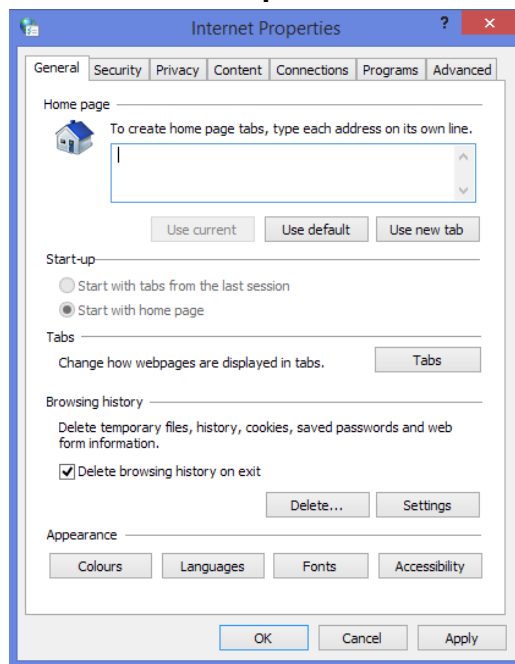 Internet Properties ? ×
General Security Privacy Content Connections Programs Advanced
Home page
To create home page tabs, type each address on its own line.
Use current Use default Use new tab
Start-up
Start with tabs from the last session
Start with home page
Tabs
Change how webpages are displayed in tabs. Tabs
Browsing history
Delete temporary files, history, cookies, saved passwords and web
form information.
Delete browsing history on exit
Delete... Settings
Appearance
Colours Languages Fonts Accessibility
OK Cancel Apply